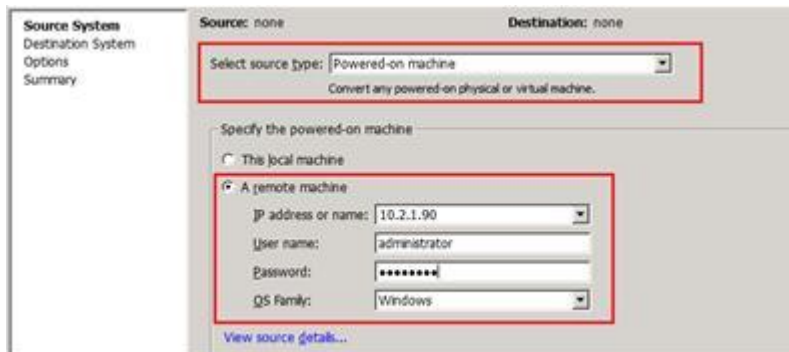 Source System
Destination System
Options
Summary
Source: none Destination: none
Select source type: Powered-on machine
Convert any powered-on physical or virtual machine.
Specify the powered-on machine
This local machine
A remote machine
IP address or name: 10.2.1.90
User name: administrator
Password: ••••••••
OS Family: Windows
View source details...